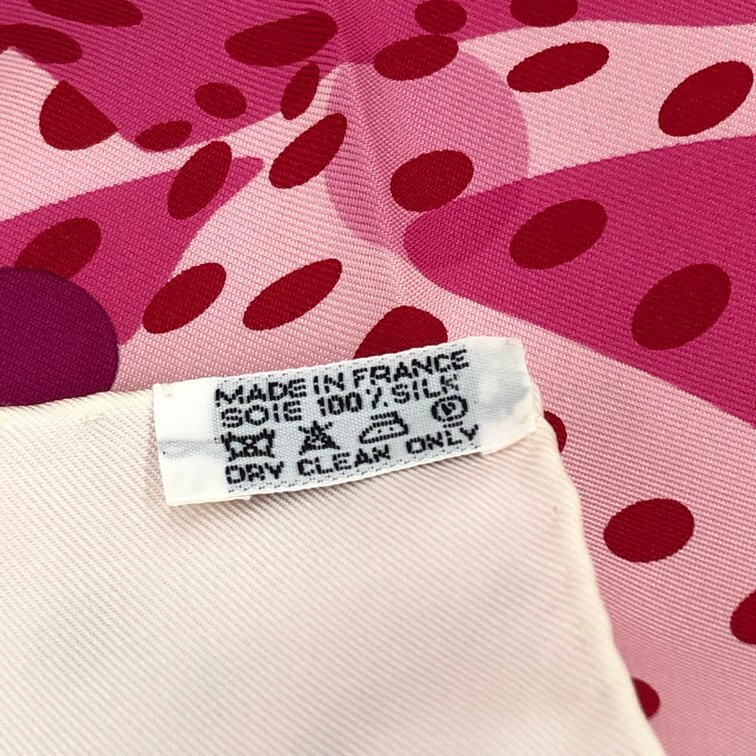 MADE IN FRANCE
SOIE 100% SILK
P
DRY CLEAN ONLY